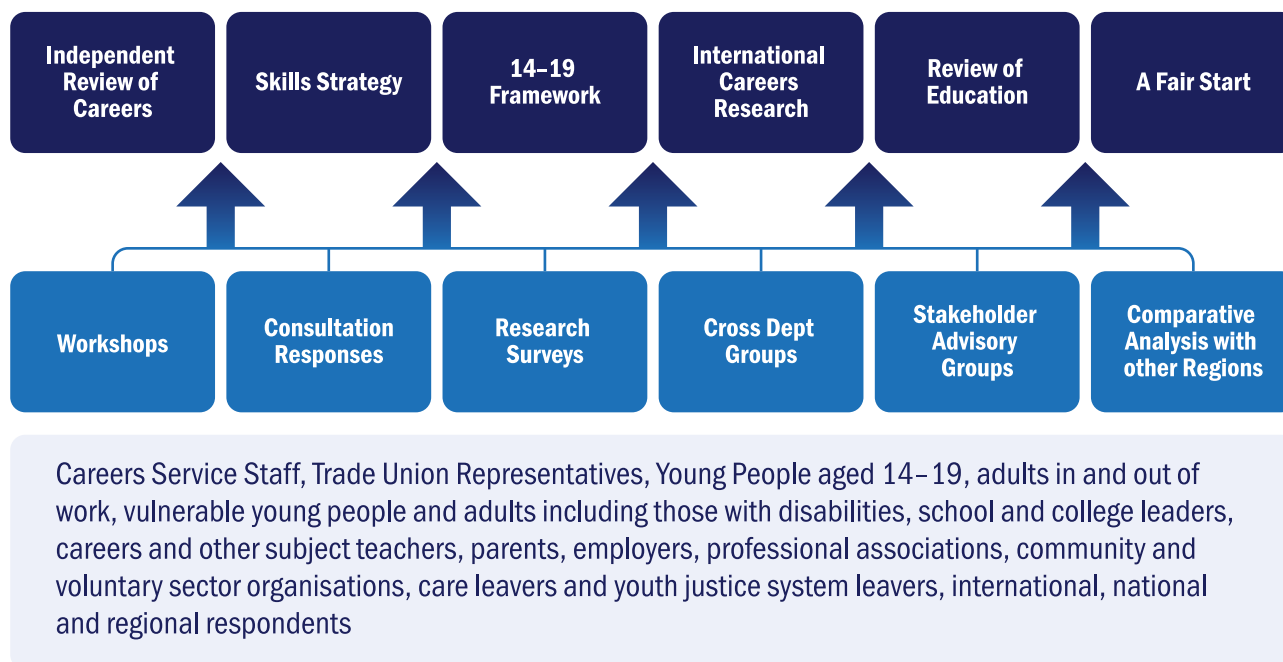 Independent
Review of
Careers
Skills Strategy
14–19
Framework
International
Careers
Research
Review of
Education
A Fair Start
Workshops
Consultation
Responses
Research
Surveys
Cross Dept
Groups
Stakeholder
Advisory
Groups
Comparative
Analysis with
other Regions
Careers Service Staff, Trade Union Representatives, Young People aged 14–19, adults in and out of
work, vulnerable young people and adults including those with disabilities, school and college leaders,
careers and other subject teachers, parents, employers, professional associations, community and
voluntary sector organisations, care leavers and youth justice system leavers, international, national
and regional respondents